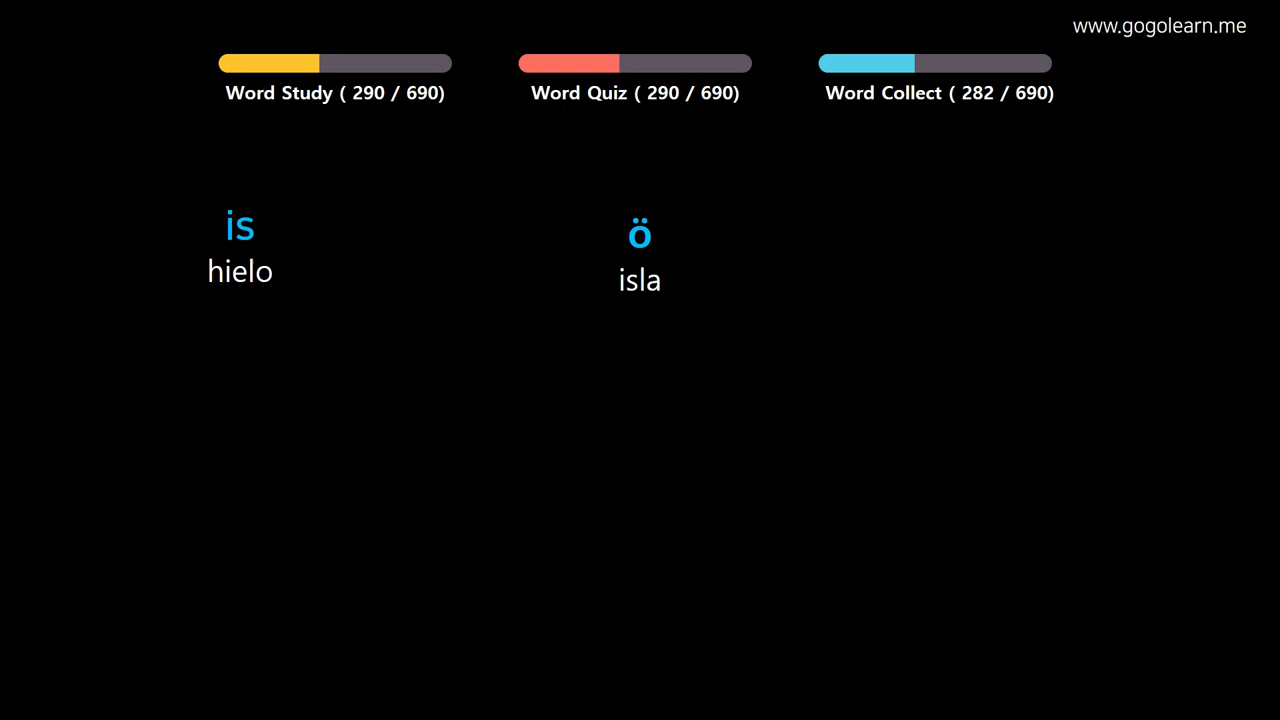 www.gogolearn.me
Word Study ( 290 / 690)
Word Quiz ( 290 / 690)
Word Collect ( 282 / 690)
is
hielo
ö
isla